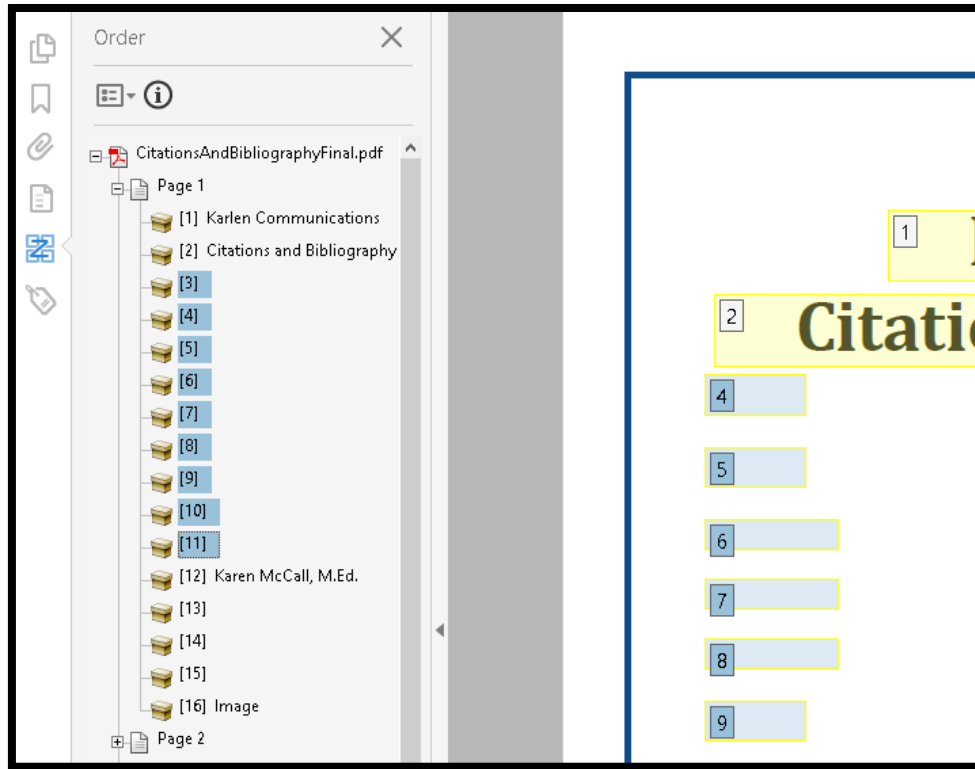 Order
CitationsAndBibliographyFinal.pdf
Page 1
[1] Karlen Communications
[2] Citations and Bibliography
[3]
[4]
[5]
[6]
[7]
[8]
[9]
[10]
[11]
[12] Karen McCall, M.Ed.
[13]
[14]
[15]
[16] Image
Page 2
1
2 Citati
4
5
6
7
8
9